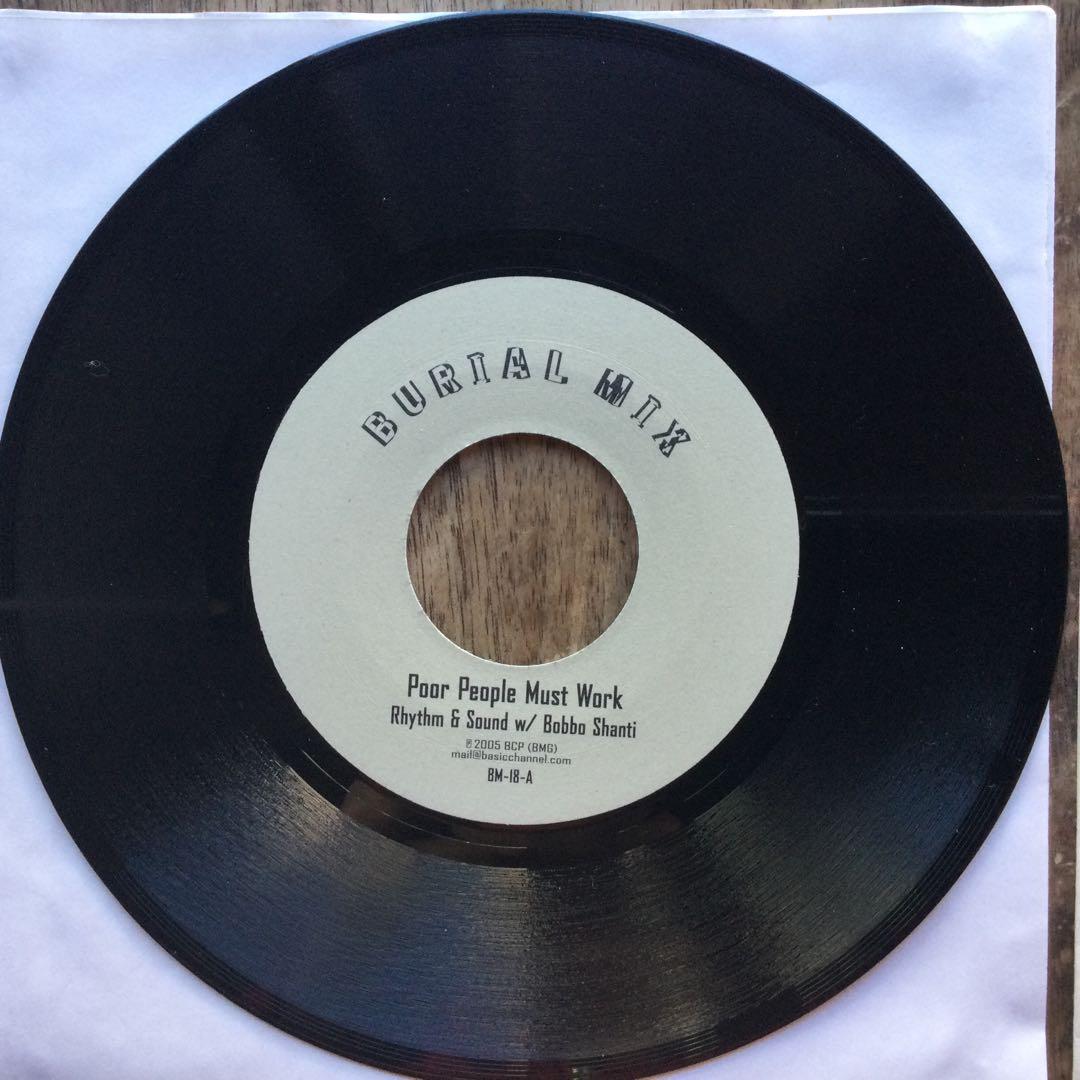 BURIAL MIX
Poor People Must Work
Rhythm & Sound w/ Bobbo Shanti
℗ 2005 BCP (BMG)
mail@basicchannel.com
BM-18-A